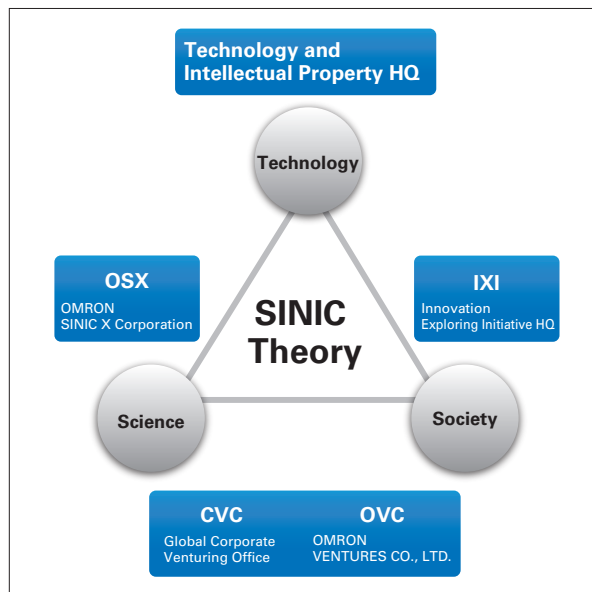 Technology and
Intellectual Property HQ
Technology
OSX
OMRON
SINIC X Corporation
IXI
Innovation
Exploring Initiative HQ
SINIC
Theory
Science
Society
CVC
Global Corporate
Venturing Office
OVC
OMRON
VENTURES CO., LTD.